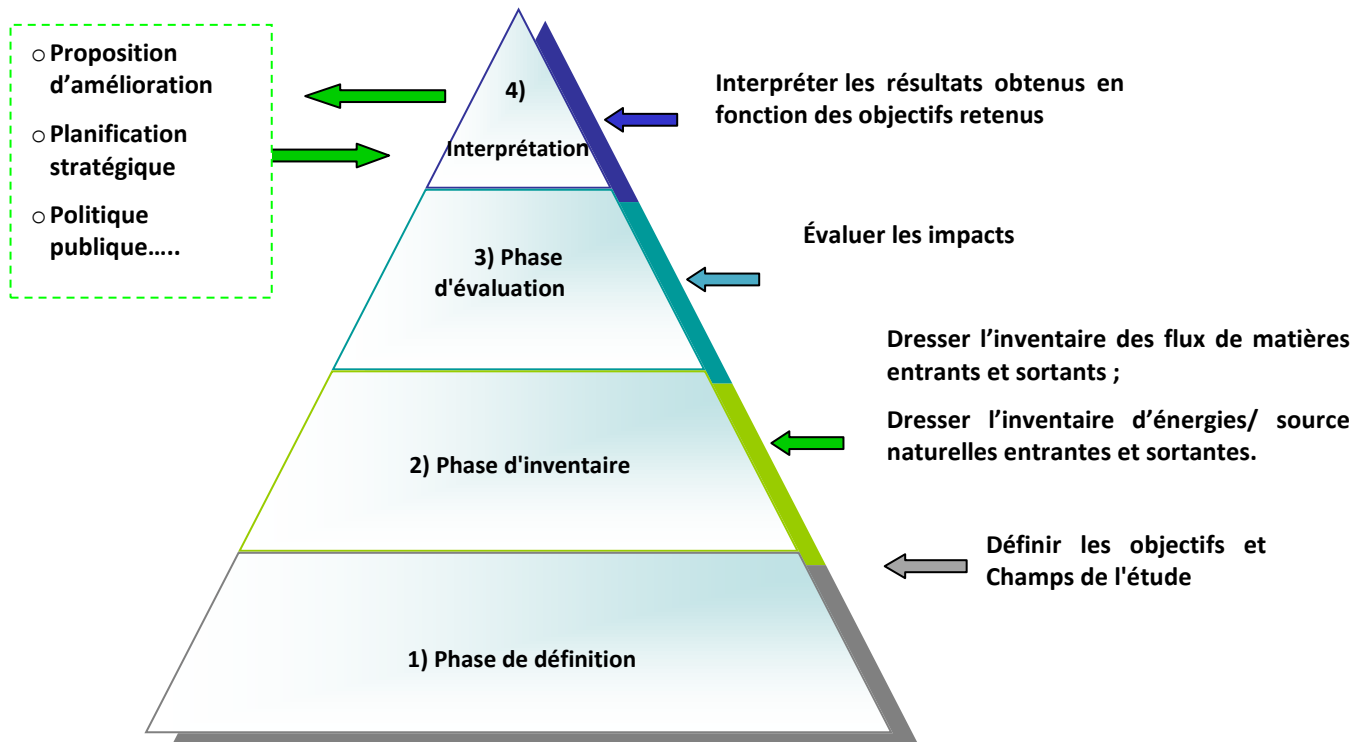 o Proposition
d’amélioration
o Planification
stratégique
o Politique
publique…..
4)
Interprétation
Interpréter les résultats obtenus en
fonction des objectifs retenus
3) Phase
d'évaluation
Évaluer les impacts
2) Phase d'inventaire
Dresser l’inventaire des flux de matières
entrants et sortants ;
Dresser l’inventaire d’énergies/ source
naturelles entrantes et sortantes.
1) Phase de définition
Définir les objectifs et
Champs de l'étude